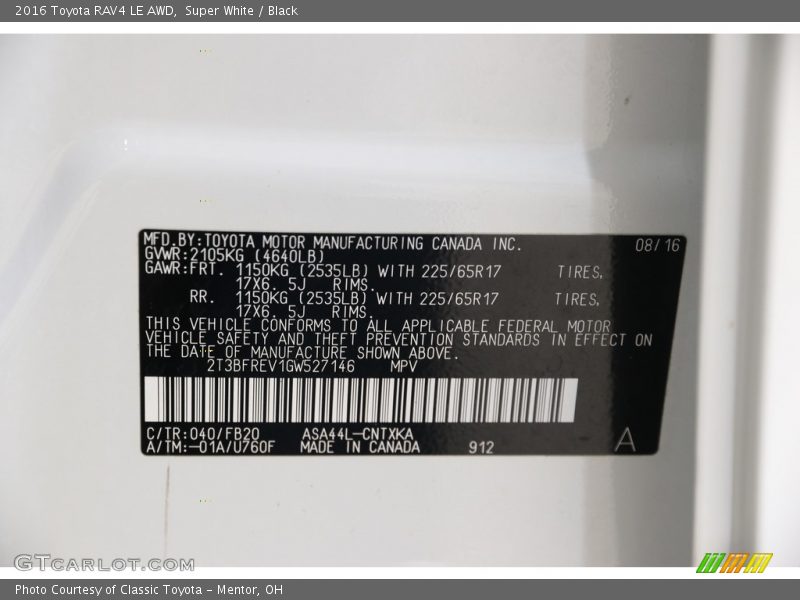 2016 Toyota RAV4 LE AWD,  Super White / Black
MFD.BY:TOYOTA MOTOR MANUFACTURING CANADA INC. 08/16
GVWR:2105KG (4640LB)
GAWR:FRT. 1150KG (2535LB) WITH 225/65R17 TIRES,
17X6. 5J RIMS.
RR. 1150KG (2535LB) WITH 225/65R17 TIRES,
17X6. 5J RIMS.
THIS VEHICLE CONFORMS TO ALL APPLICABLE FEDERAL MOTOR
VEHICLE SAFETY AND THEFT PREVENTION STANDARDS IN EFFECT ON
THE DATE OF MANUFACTURE SHOWN ABOVE.
2T3BFREV1GW527146 MPV
C/TR:040/FB20 ASA44L-CNTXKA
A/TM:-01A/U760F MADE IN CANADA 912 A
GTCARLOT.COM
Photo Courtesy of Classic Toyota - Mentor, OH